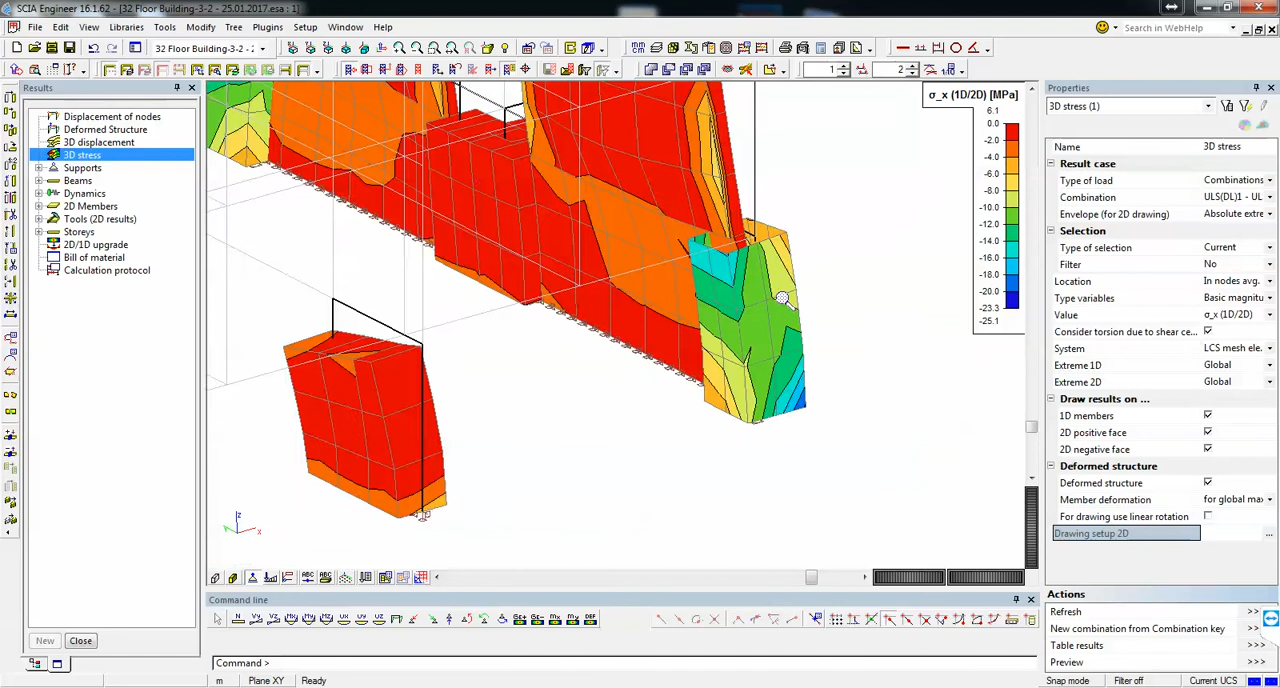 SCIA Engineer 16.1.62 - [32 Floor Building-3-2 - 25.01.2017.esa : 1]
File Edit View Libraries Tools Modify Tree Plugins Setup Window Help
Search in WebHelp
32 Floor Building-3-2 -
1 2
Results
Displacement of nodes
Deformed Structure
3D displacement
3D stress
Supports
Beams
Dynamics
2D Members
Tools (2D results)
Storeys
2D/1D upgrade
Bill of material
Calculation protocol
New Close
σ_x (1D/2D) [MPa]
6.1
0.0
-2.0
-4.0
-6.0
-8.0
-10.0
-12.0
-14.0
-16.0
-18.0
-20.0
-23.3
-25.1
z
x
Properties
3D stress (1)
Name 3D stress
Result case
Type of load Combinations
Combination ULS(DL)1 - UL
Envelope (for 2D drawing) Absolute extre
Selection
Type of selection Current
Filter No
Location In nodes avg.
Type variables Basic magnitu
Value σ_x (1D/2D)
Consider torsion due to shear ce...
System LCS mesh ele.
Extreme 1D Global
Extreme 2D Global
Draw results on ...
1D members
2D positive face
2D negative face
Deformed structure
Deformed structure
Member deformation for global ma
For drawing use linear rotation
Drawing setup 2D ...
Actions
Refresh >>
New combination from Combination key >>
Table results >>>
Preview >>>
Command line
Command >
m Plane XY Ready Snap mode Filter off Current UCS